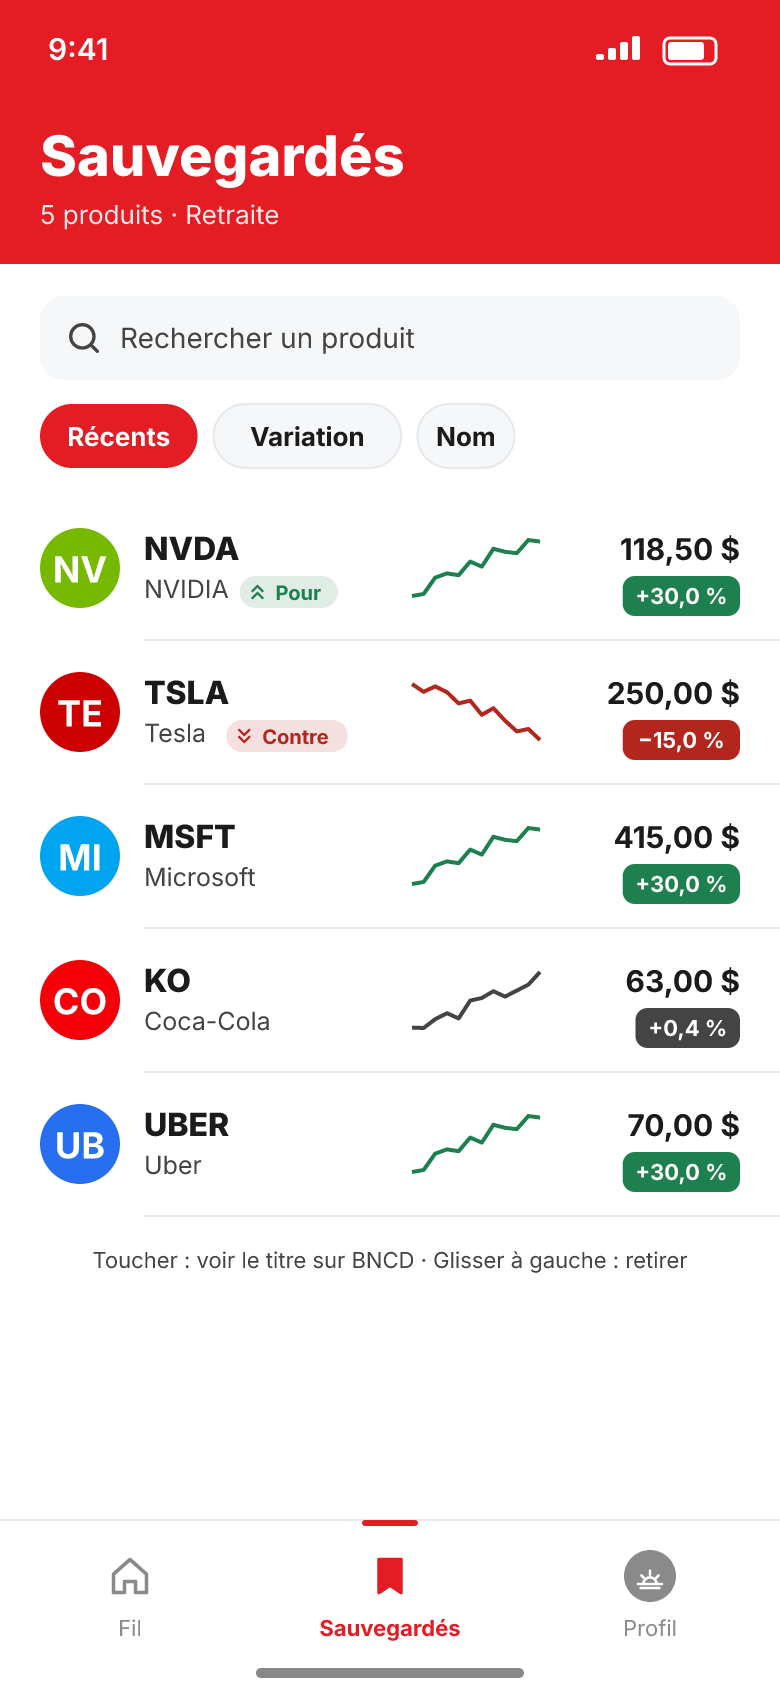 9:41
Sauvegardés
5 produits · Retraite
Rechercher un produit
Récents Variation Nom
NV NVDA 118,50 $
NVIDIA Pour +30,0 %
TE TSLA 250,00 $
Tesla Contre −15,0 %
MI MSFT 415,00 $
Microsoft +30,0 %
CO KO 63,00 $
Coca-Cola +0,4 %
UB UBER 70,00 $
Uber +30,0 %
Toucher : voir le titre sur BNCD · Glisser à gauche : retirer
Fil Sauvegardés Profil